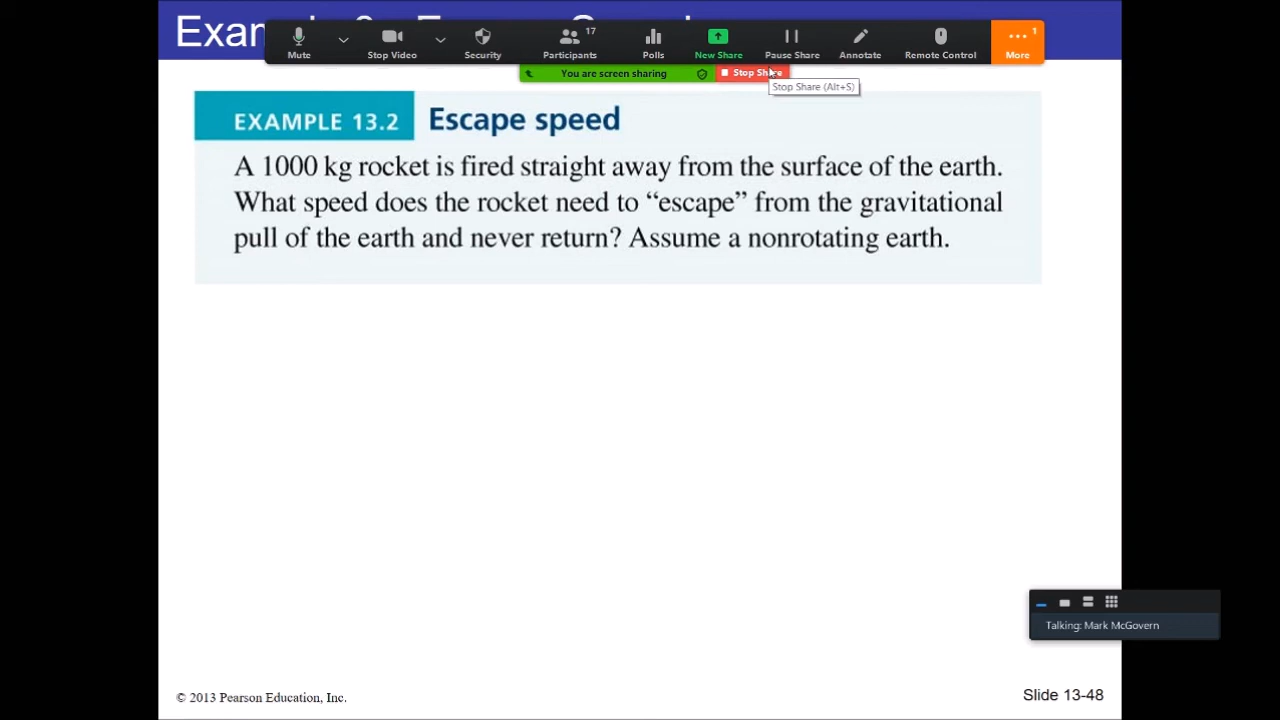 Mute
Stop Video
Security
Participants
17
Polls
New Share
Pause Share
Annotate
Remote Control
More
1
You are screen sharing
Stop Share
Stop Share (Alt+S)
EXAMPLE 13.2 Escape speed
A 1000 kg rocket is fired straight away from the surface of the earth.
What speed does the rocket need to “escape” from the gravitational
pull of the earth and never return? Assume a nonrotating earth.
Talking: Mark McGovern
© 2013 Pearson Education, Inc.
Slide 13-48